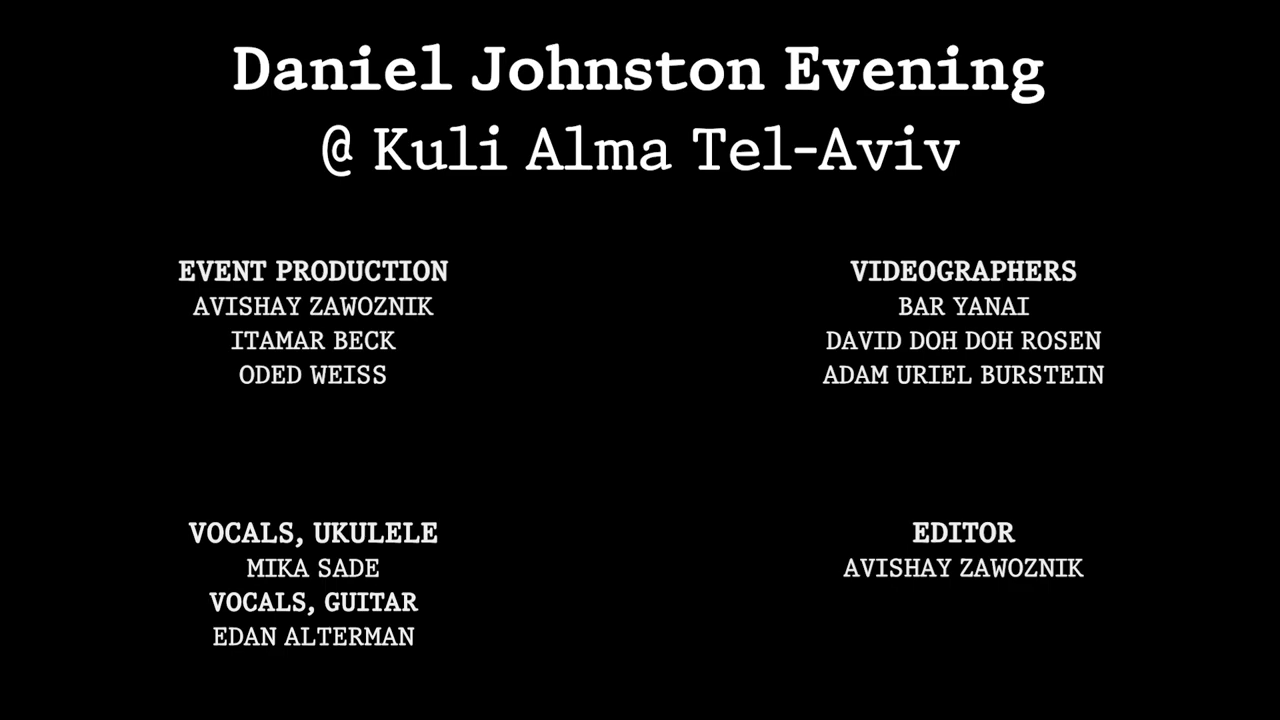 Daniel Johnston Evening
@ Kuli Alma Tel-Aviv
EVENT PRODUCTION
AVISHAY ZAWOZNIK
ITAMAR BECK
ODED WEISS
VIDEOGRAPHERS
BAR YANAI
DAVID DOH DOH ROSEN
ADAM URIEL BURSTEIN
VOCALS, UKULELE
MIKA SADE
VOCALS, GUITAR
EDAN ALTERMAN
EDITOR
AVISHAY ZAWOZNIK